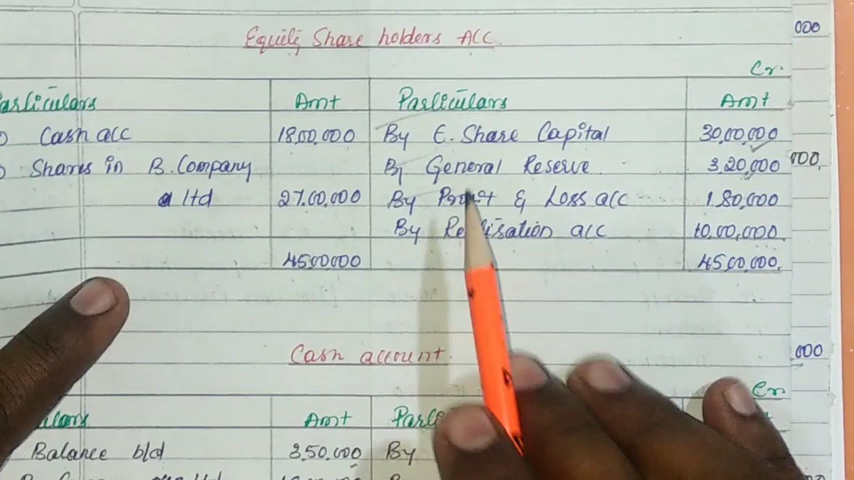 000
Equity Share holders A/C
Cr.
Particulars Amt Particulars Amt
Cash a/c 18,00,000 By E. Share Capital 30,00,000
Shares in B. Company By General Reserve 3,20,000 000,
ltd 27,00,000 By Profit & Loss a/c 1,80,000
By Realisation a/c 10,00,000
4500000 45,00,000,
Cash account 000
Cr
Amt
Balance b/d 3,50,000 By